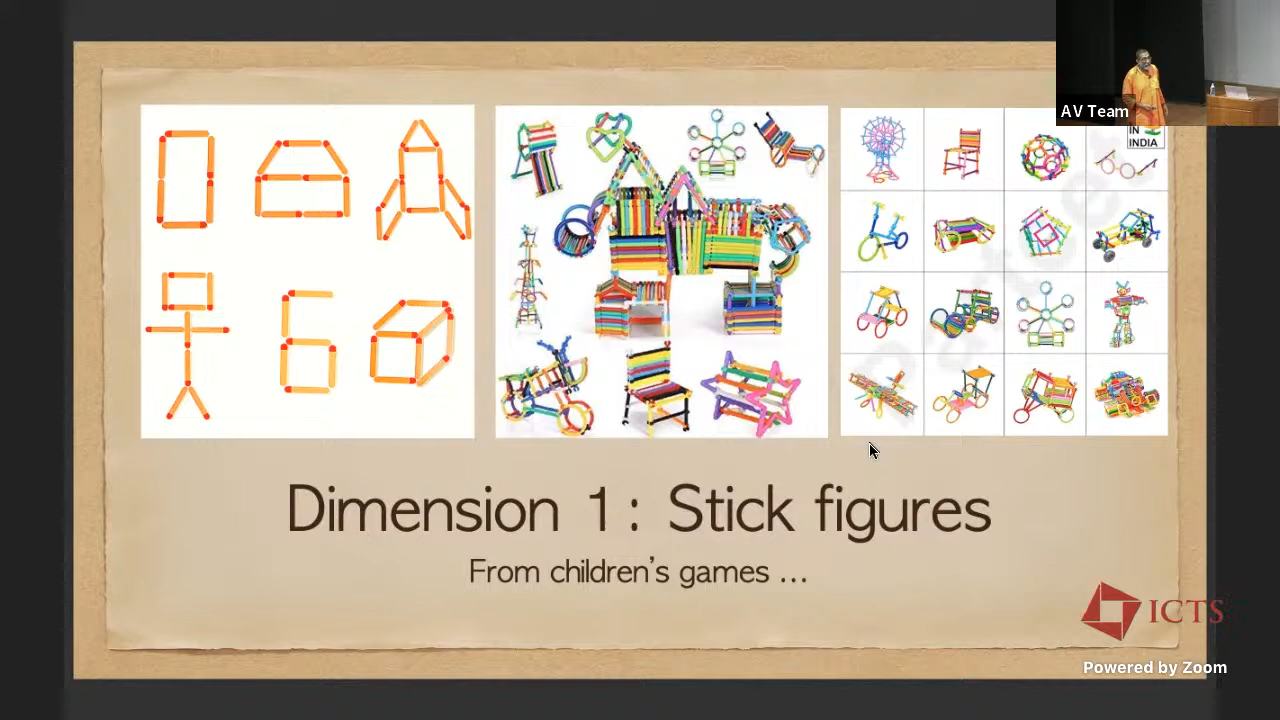 AV Team
IN
INDIA
Dimension 1: Stick figures
From children's games ...
ICTS
Powered by Zoom